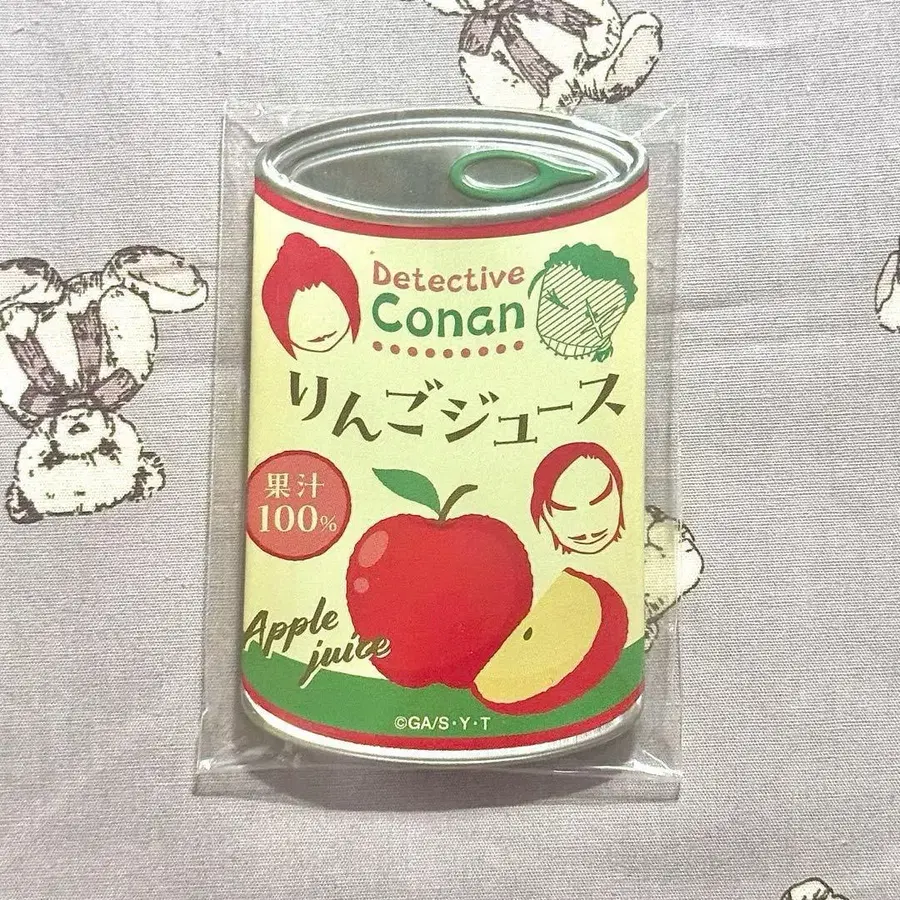 Detective
Conan
りんごジュース
果汁
100%
Apple
juice
©GA/S・Y・T